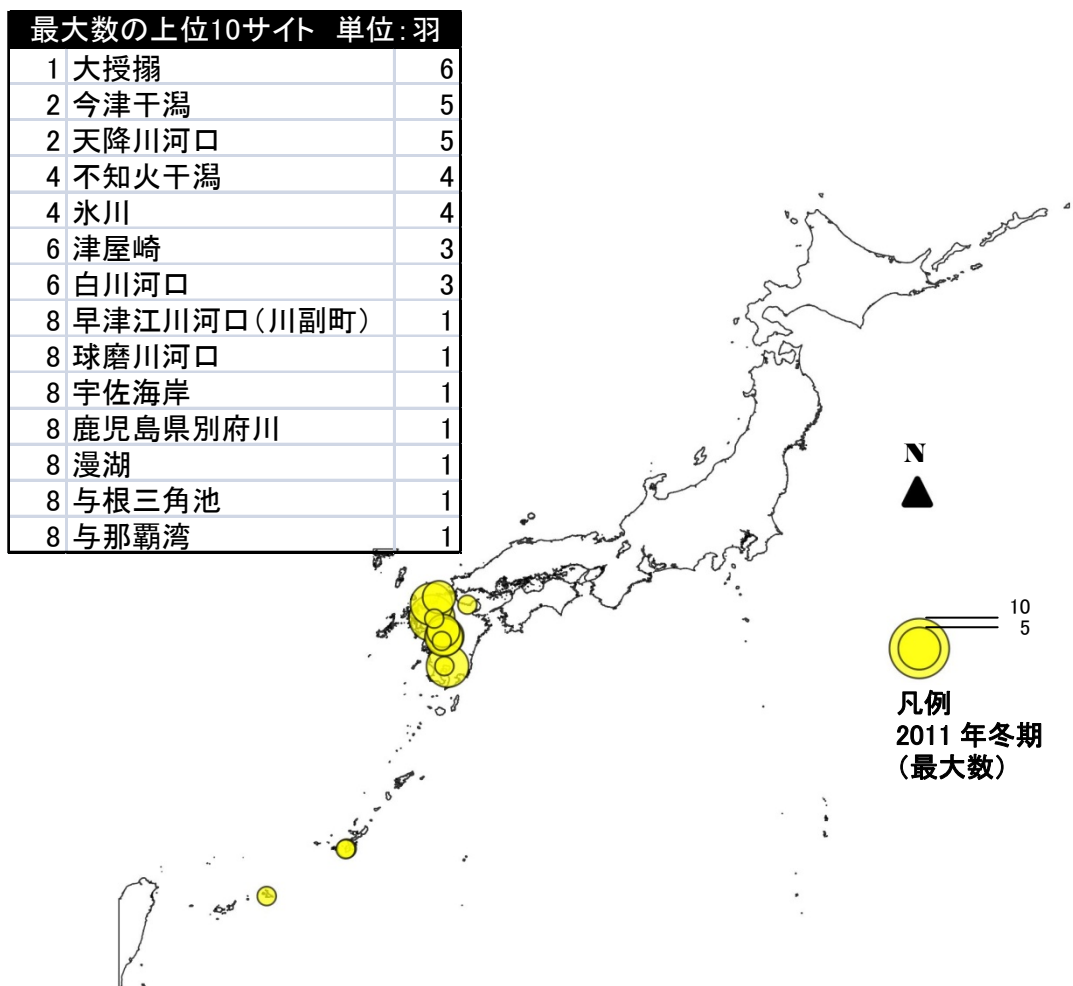 最大数の上位10サイト 単位:羽
1 大授搦 6
2 今津干潟 5
2 天降川河口 5
4 不知火干潟 4
4 氷川 4
6 津屋崎 3
6 白川河口 3
8 早津江川河口(川副町) 1
8 球磨川河口 1
8 宇佐海岸 1
8 鹿児島県別府川 1
8 漫湖 1
8 与根三角池 1
8 与那覇湾 1
N
10
5
凡例
2011 年冬期
(最大数)